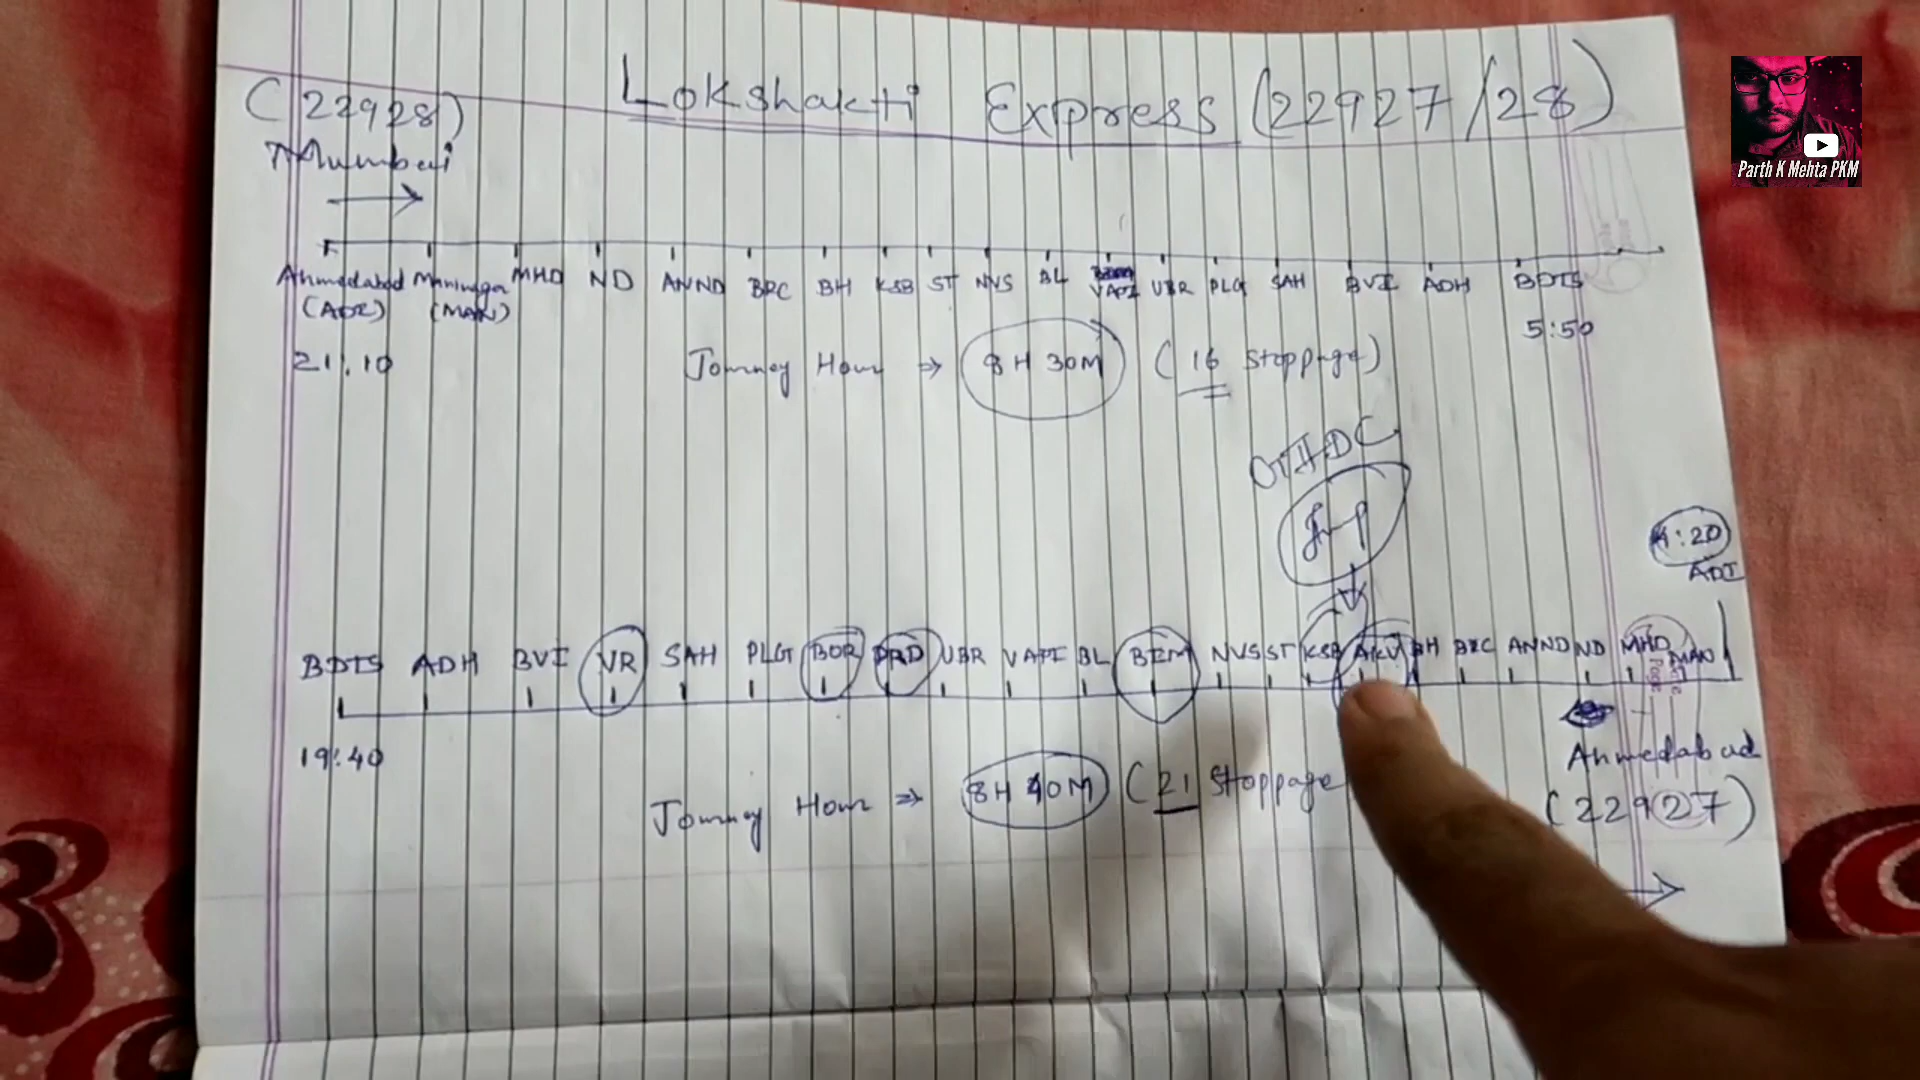 (22928) Lokshakti Express (22927/28)
Mumbai
Ahmedabad (ADI) Maninagar (MAN) MHD ND ANND BRC BH KSB ST NVS BL VAPI UBR PLG SAH BVI ADH BDTS
21:10 5:50
Journey Hour ⇒ 8H 30M (16 Stoppage)
4:20
ADI
BDTS ADH BVI VR SAH PLG BOR DRD UBR VAPI BL BIM NVS ST KSB AKV BH BRC ANND ND MHD MAN
19:40
Ahmedabad
Journey Hour ⇒ 8H 40M (21 Stoppage
(22927)
Parth K Mehta PKM